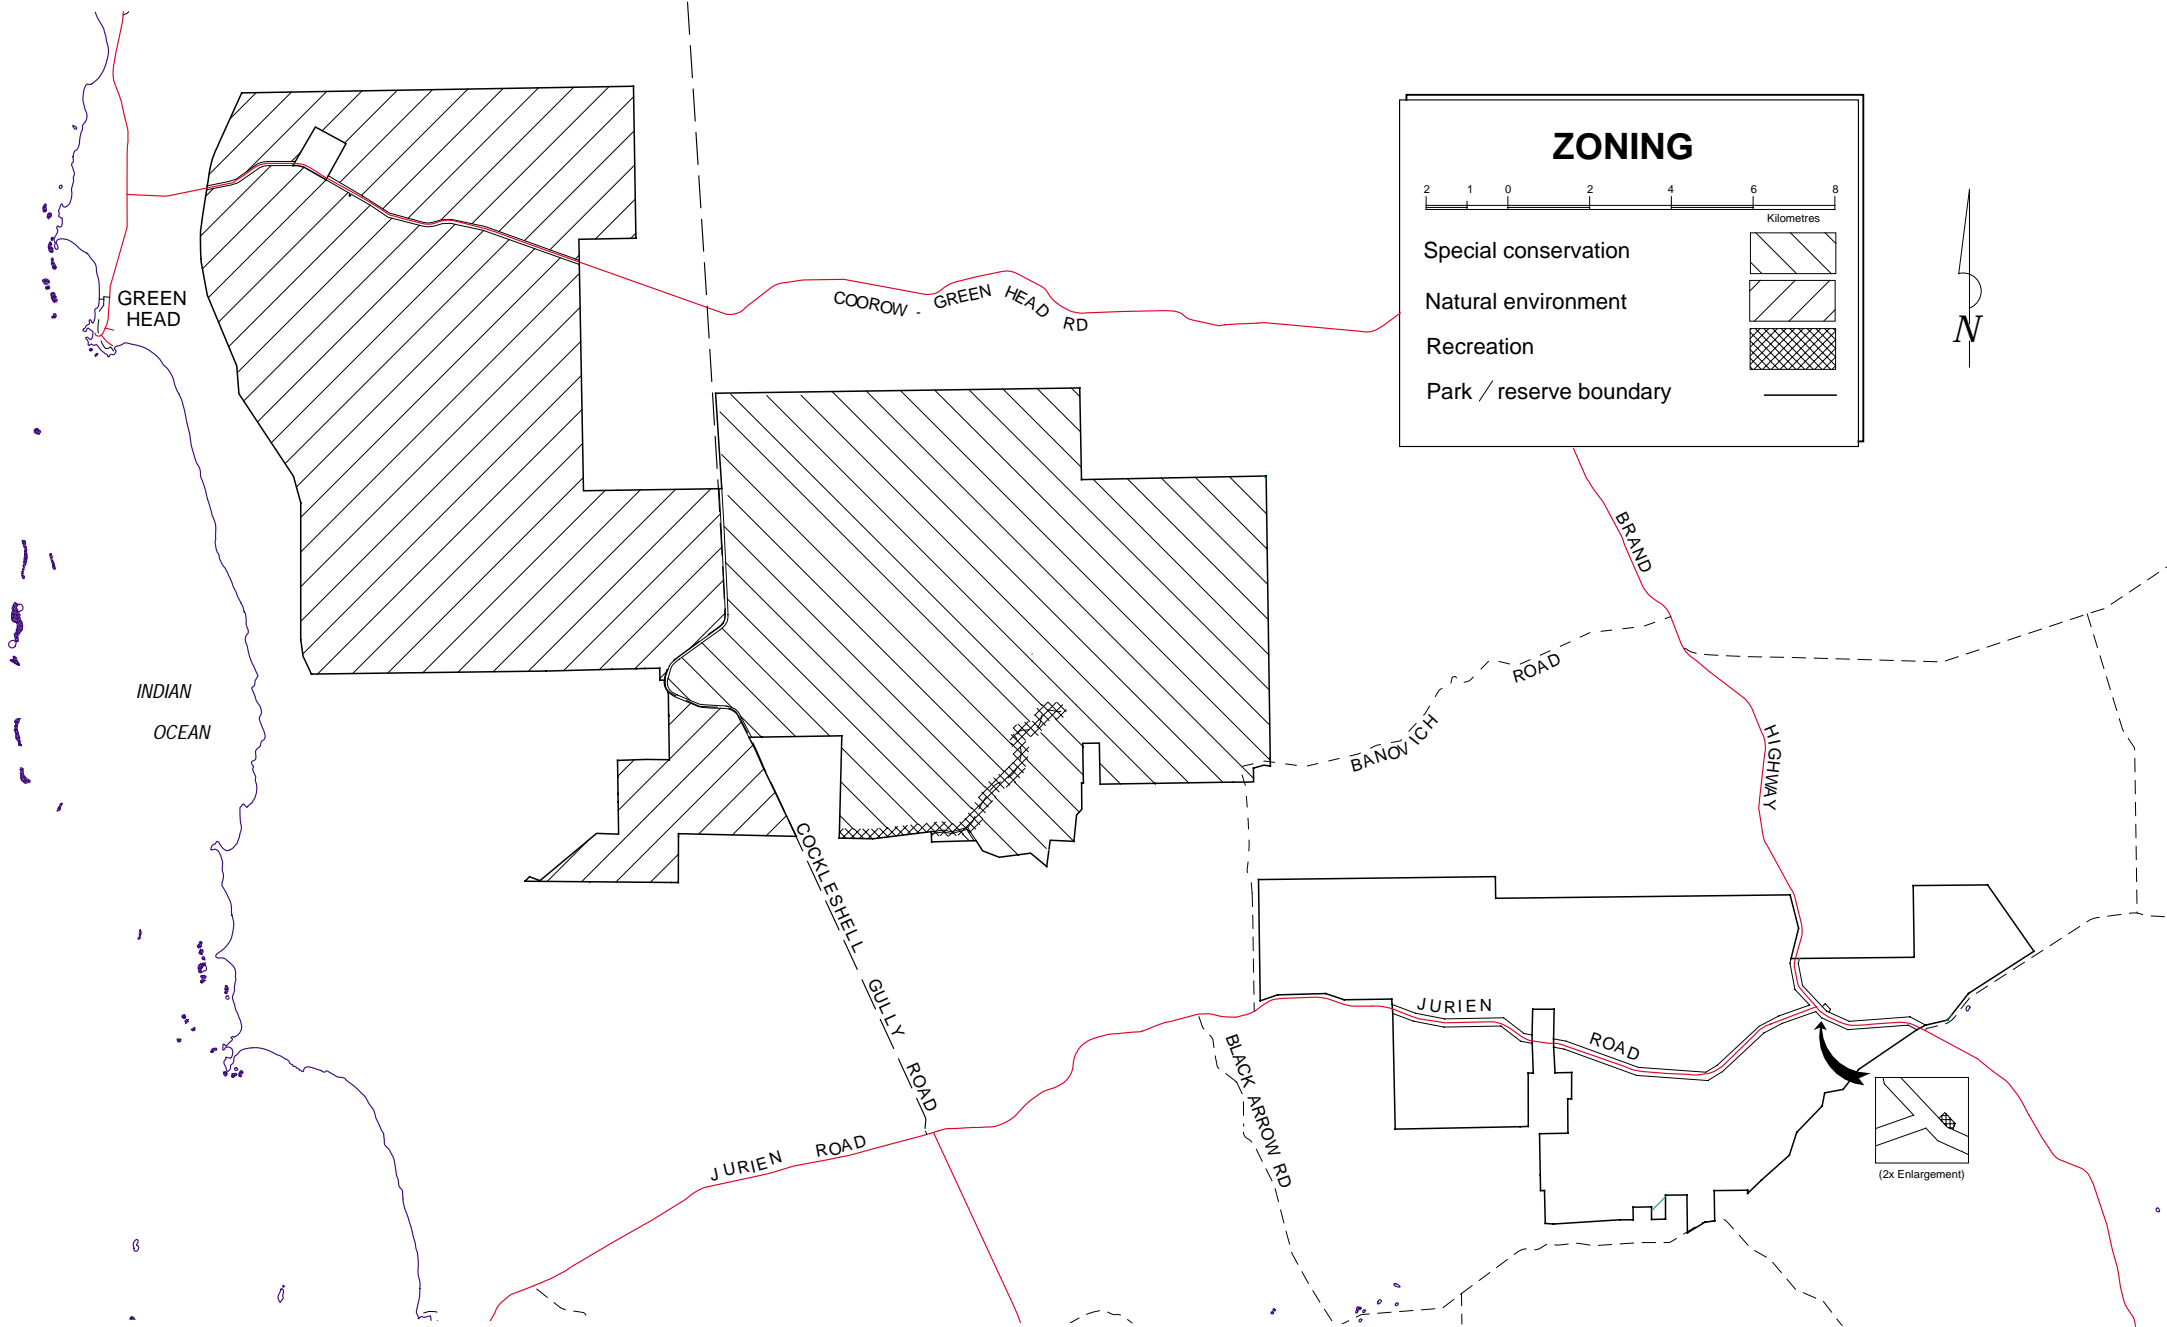 ZONING
2 1 0 2 4 6 8
Kilometres
Special conservation
Natural environment
Recreation
Park / reserve boundary
N
GREEN
HEAD
COOROW - GREEN HEAD RD
BRAND
HIGHWAY
INDIAN
OCEAN
BANOVICH ROAD
COCKLESHELL GULLY ROAD
JURIEN ROAD
BLACK ARROW RD
JURIEN ROAD
(2x Enlargement)